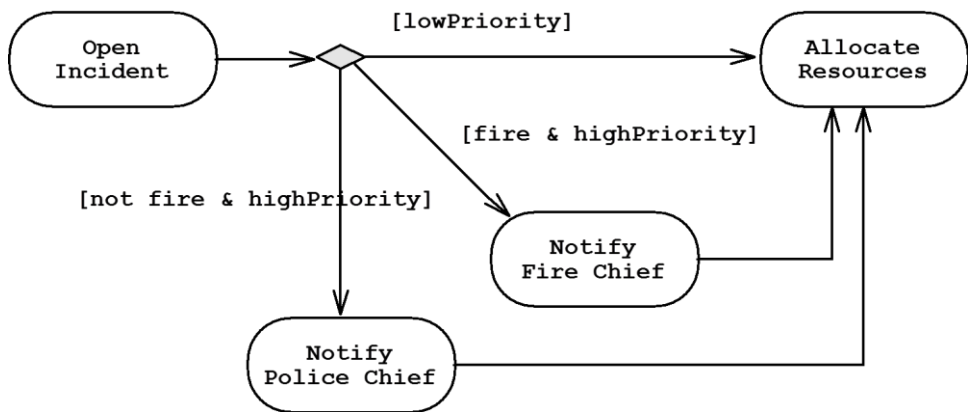 [lowPriority]
Open
Incident
Allocate
Resources
[fire & highPriority]
[not fire & highPriority]
Notify
Fire Chief
Notify
Police Chief